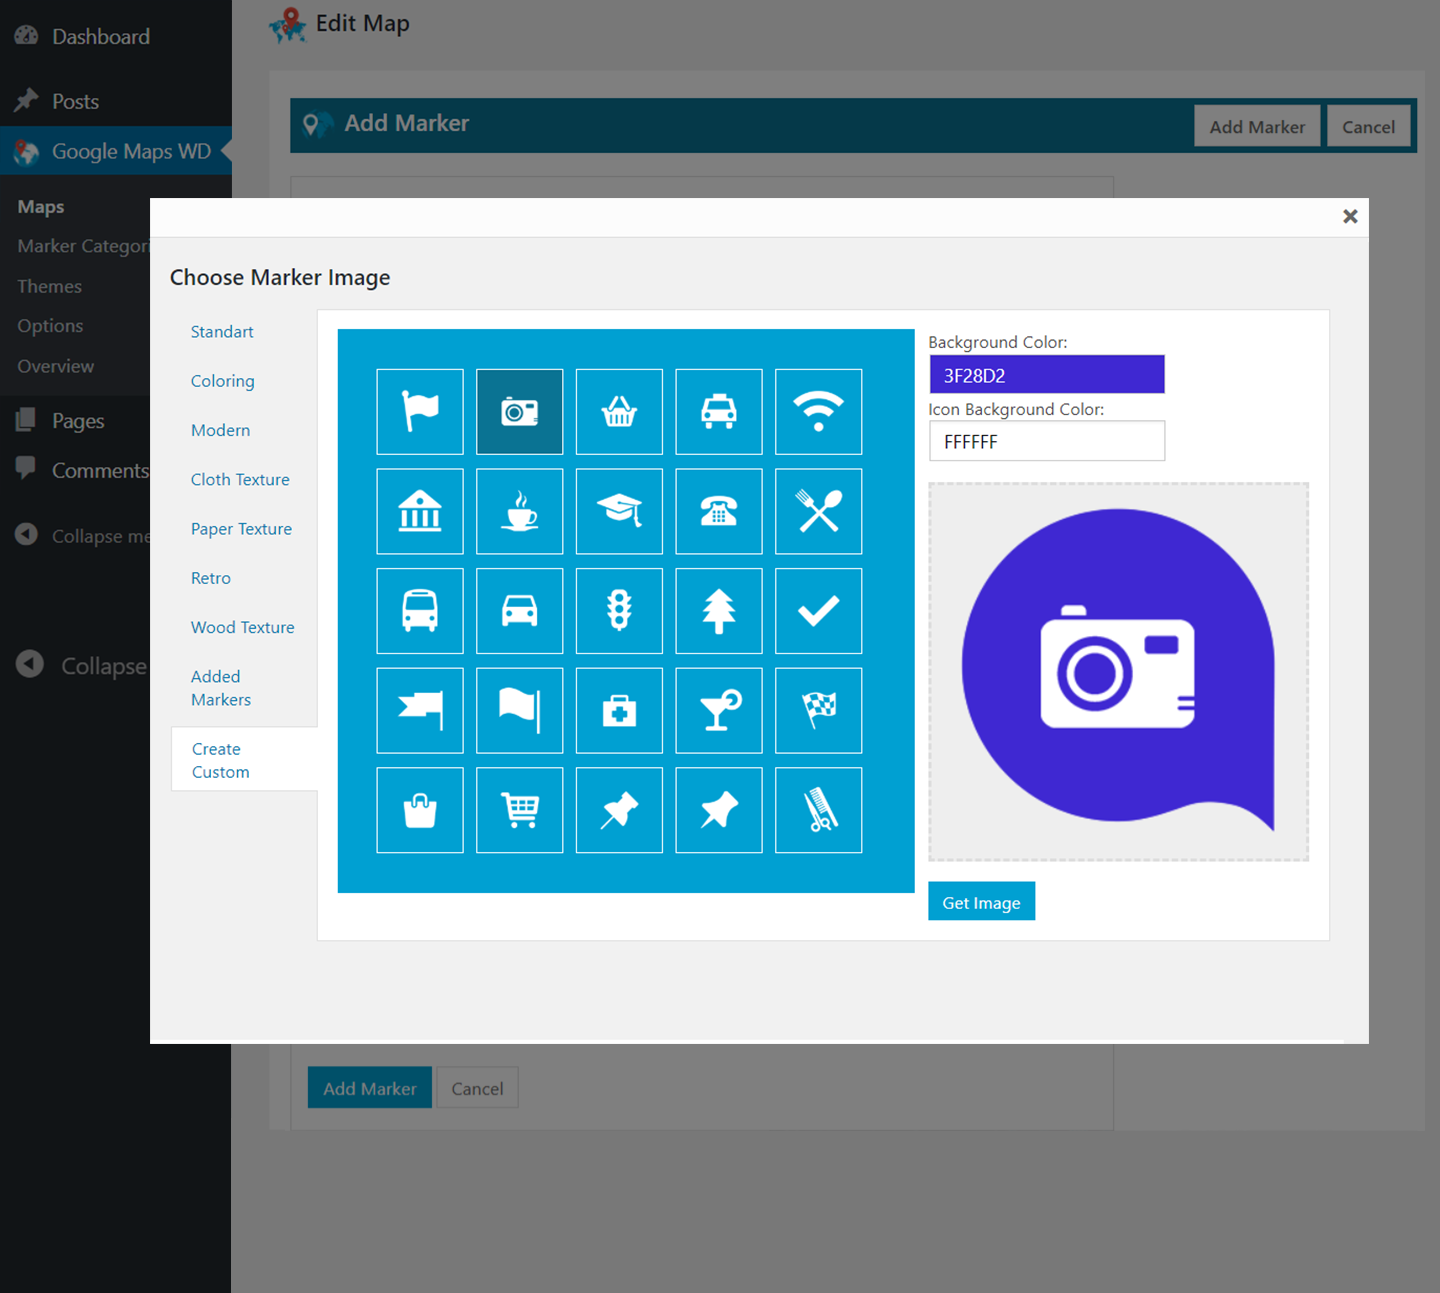 Dashboard
Posts
Google Maps WD
Maps
Marker Categori
Themes
Options
Overview
Pages
Comments
Collapse me
Collapse
Edit Map
Add Marker
Add Marker
Cancel
Choose Marker Image
Standart
Coloring
Modern
Cloth Texture
Paper Texture
Retro
Wood Texture
Added
Markers
Create
Custom
Background Color:
3F28D2
Icon Background Color:
FFFFFF
Get Image
Add Marker
Cancel